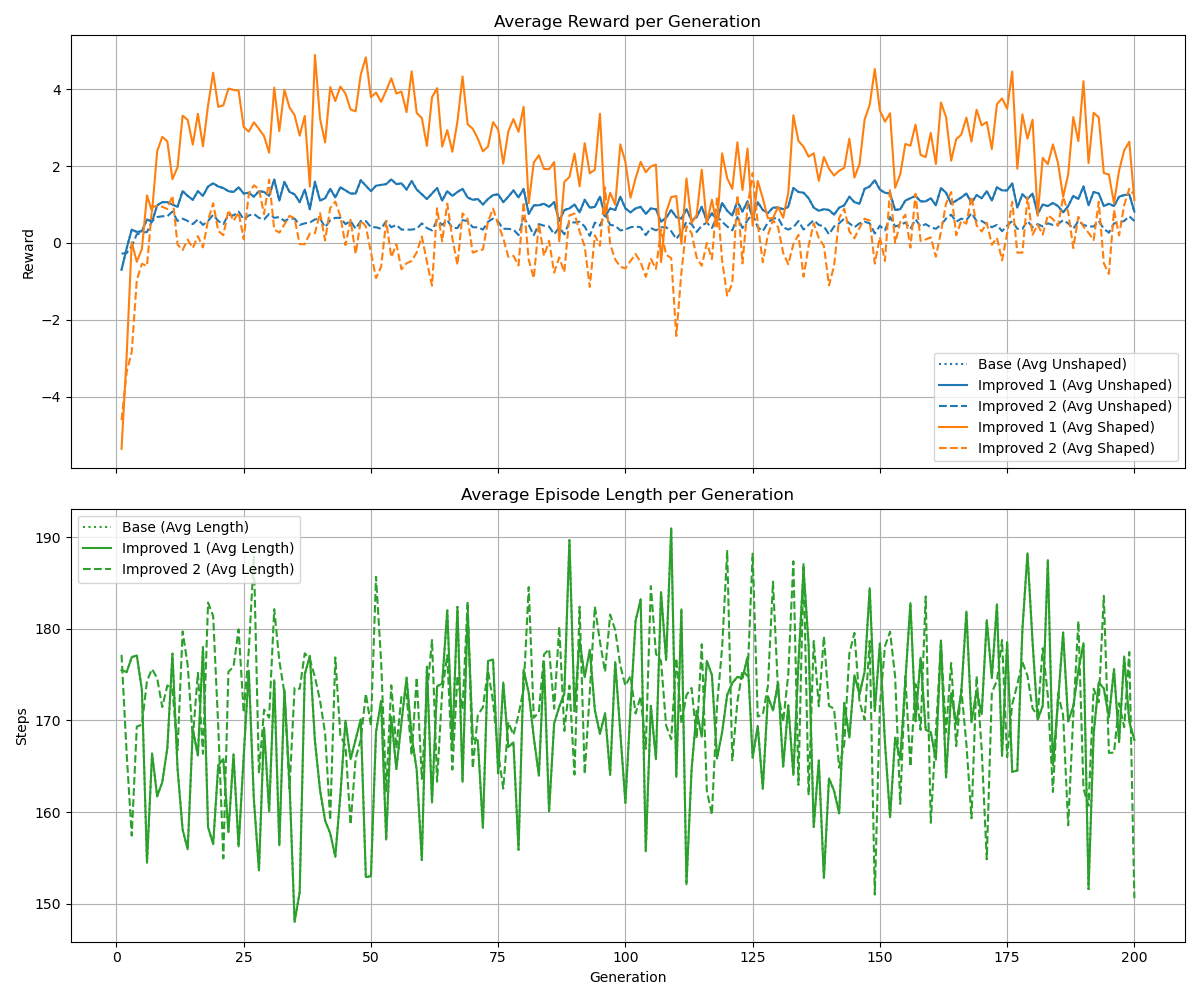 Average Reward per Generation
4
2
0
−2
−4
Reward
Base (Avg Unshaped)
Improved 1 (Avg Unshaped)
Improved 2 (Avg Unshaped)
Improved 1 (Avg Shaped)
Improved 2 (Avg Shaped)
Average Episode Length per Generation
Base (Avg Length)
Improved 1 (Avg Length)
Improved 2 (Avg Length)
190
180
170
160
150
Steps
0 25 50 75 100 125 150 175 200
Generation